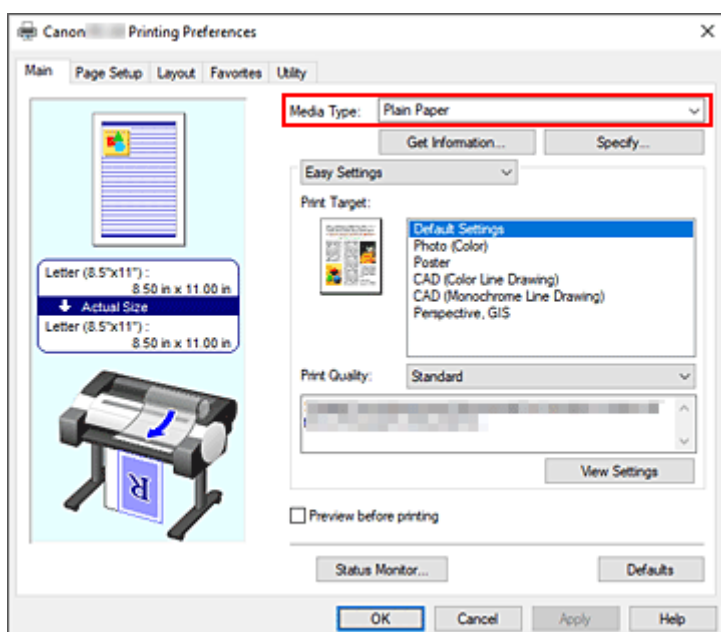 Canon Printing Preferences
Main Page Setup Layout Favorites Utility
Media Type: Plain Paper
Get Information... Specify...
Easy Settings
Print Target:
Default Settings
Photo (Color)
Poster
CAD (Color Line Drawing)
CAD (Monochrome Line Drawing)
Perspective, GIS
Letter (8.5"x11") :
8.50 in x 11.00 in
Actual Size
Letter (8.5"x11") :
8.50 in x 11.00 in
Print Quality: Standard
View Settings
R
Preview before printing
Status Monitor... Defaults
OK Cancel Apply Help